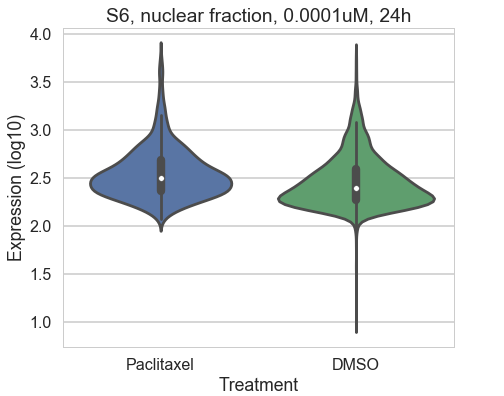 S6, nuclear fraction, 0.0001uM, 24h
4.0
3.5
3.0
2.5
2.0
1.5
1.0
Expression (log10)
Paclitaxel DMSO
Treatment